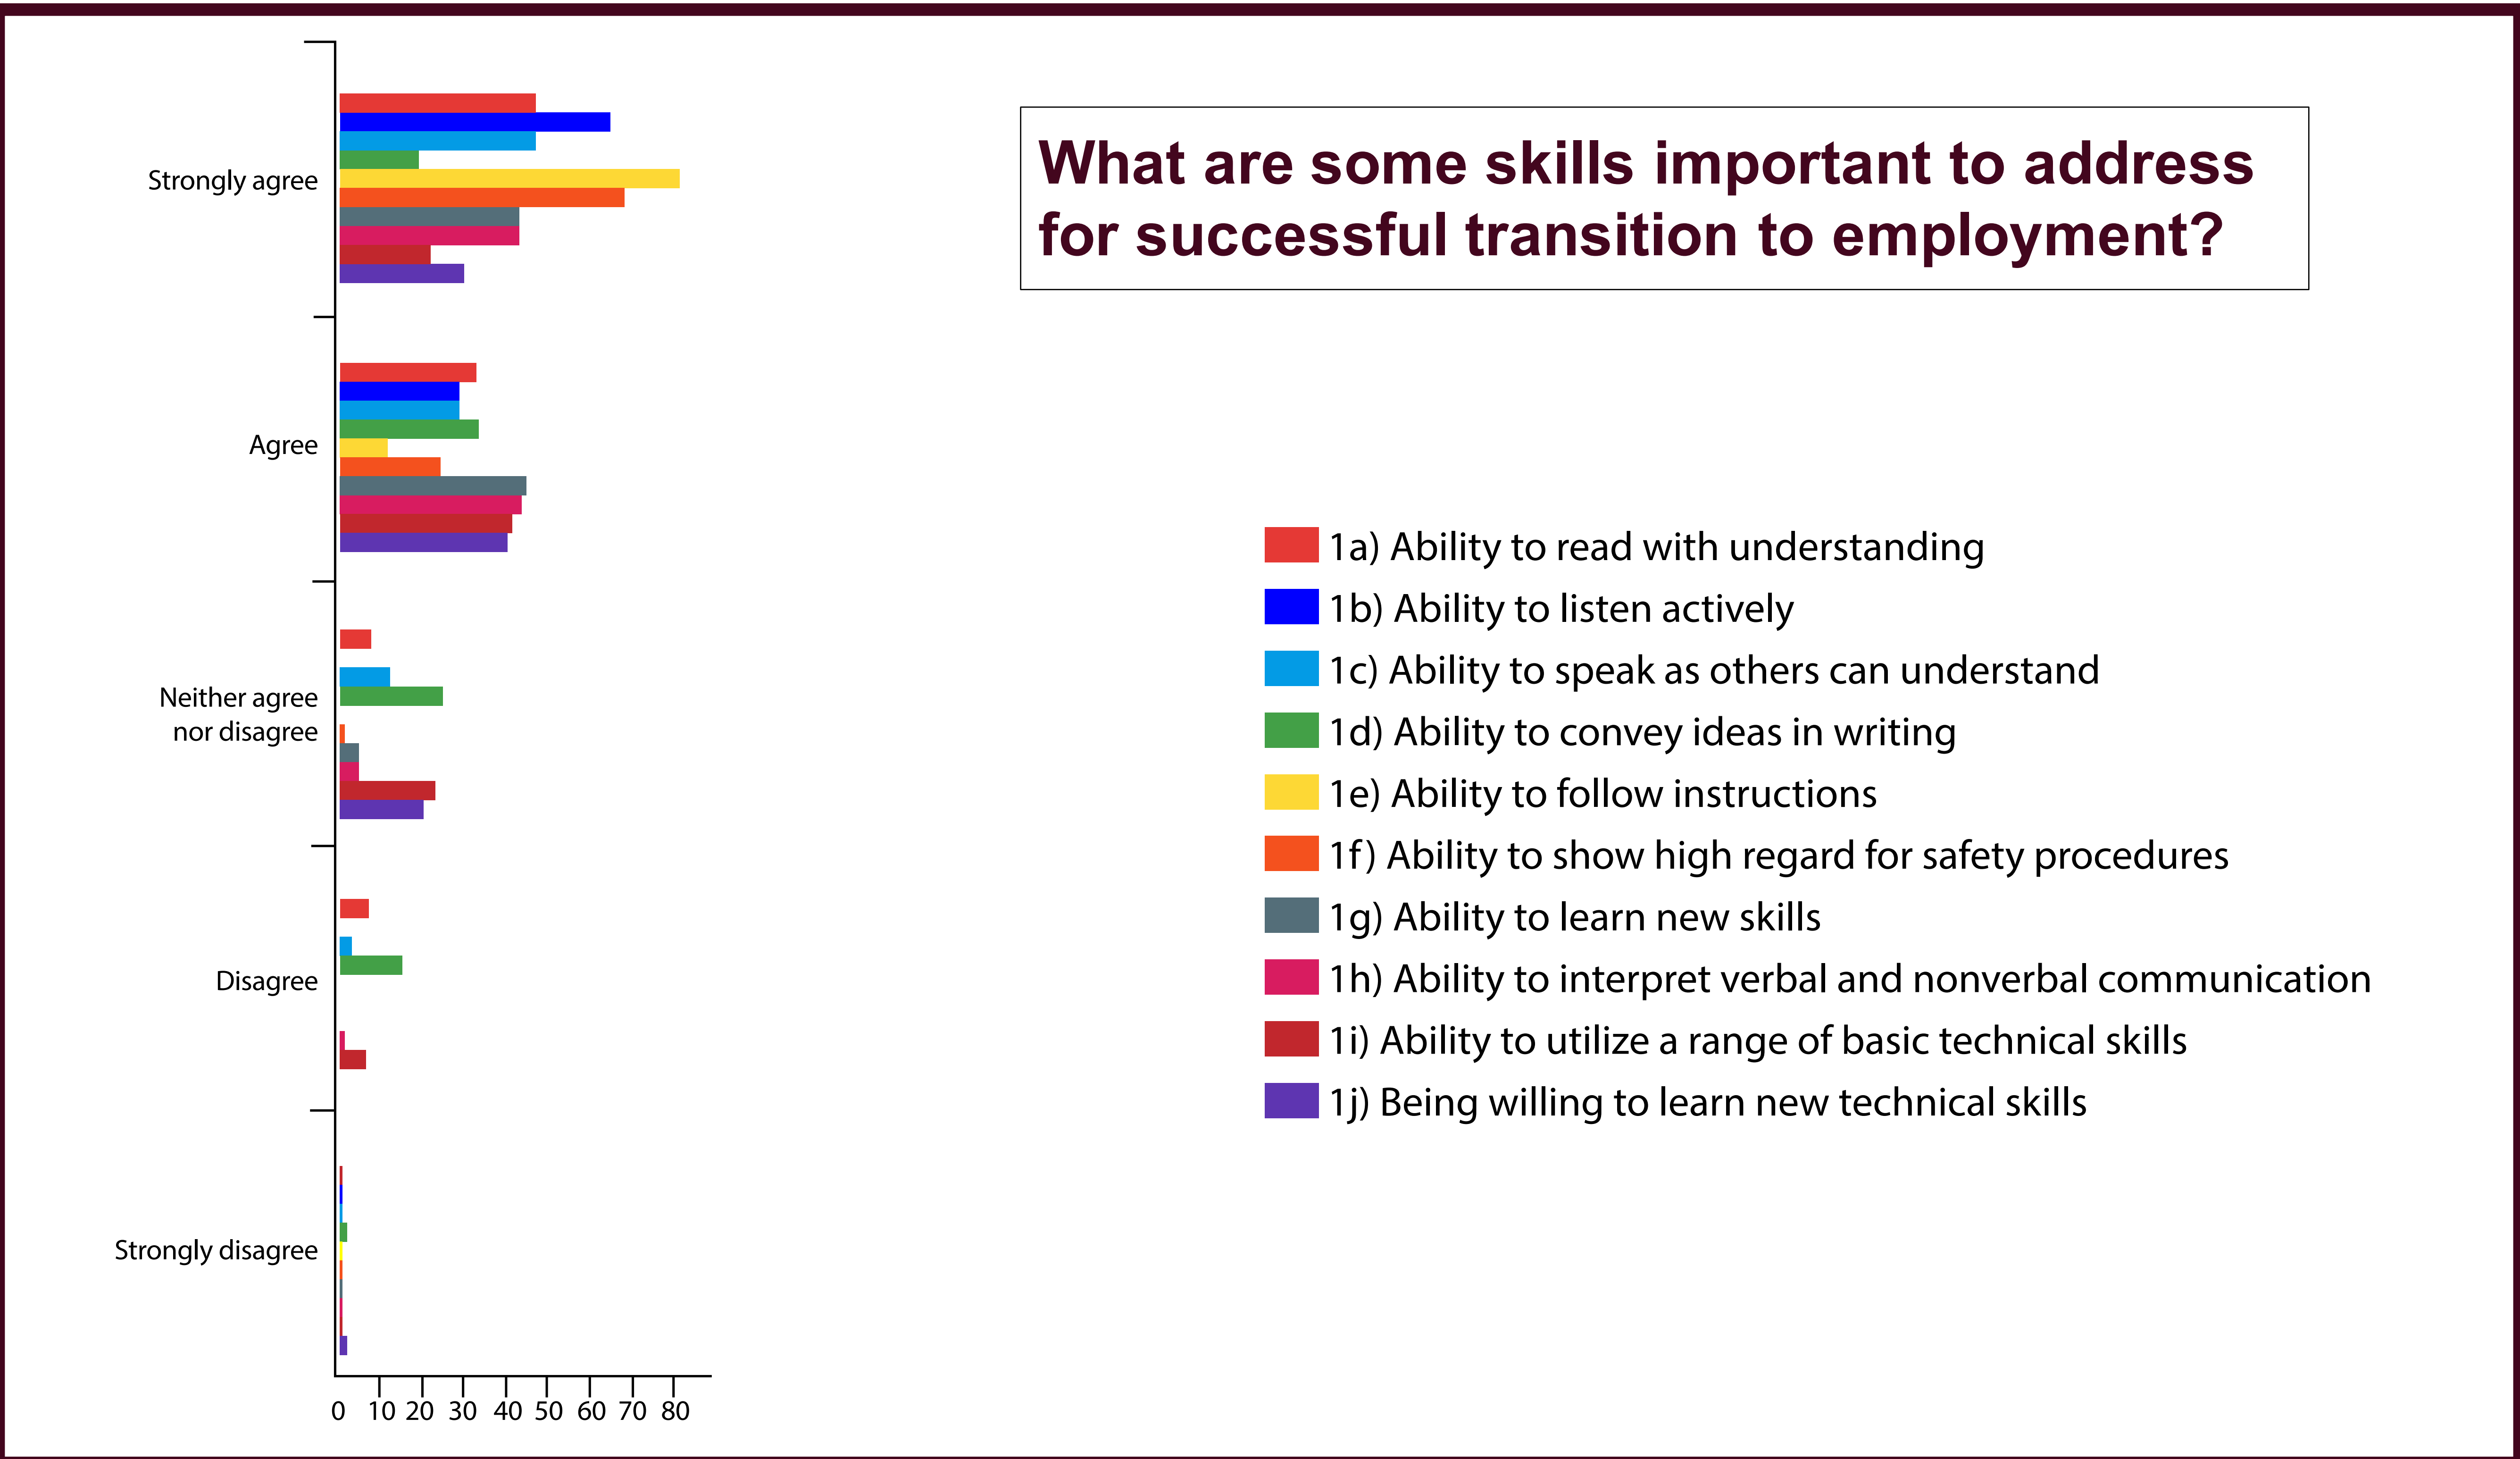 What are some skills important to address
for successful transition to employment?
Strongly agree
Agree
Neither agree
nor disagree
Disagree
Strongly disagree
0 10 20 30 40 50 60 70 80
1a) Ability to read with understanding
1b) Ability to listen actively
1c) Ability to speak as others can understand
1d) Ability to convey ideas in writing
1e) Ability to follow instructions
1f) Ability to show high regard for safety procedures
1g) Ability to learn new skills
1h) Ability to interpret verbal and nonverbal communication
1i) Ability to utilize a range of basic technical skills
1j) Being willing to learn new technical skills